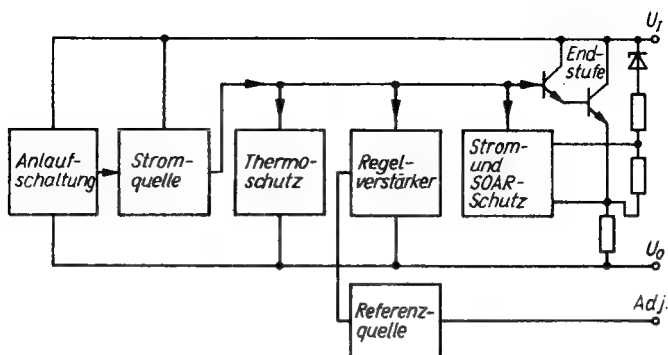 U_I
End-
stufe
Anlauf-
schaltung
Strom-
quelle
Thermo-
schutz
Regel-
verstärker
Strom-
und
SOAR-
Schutz
U_O
Referenz-
quelle
Adj.